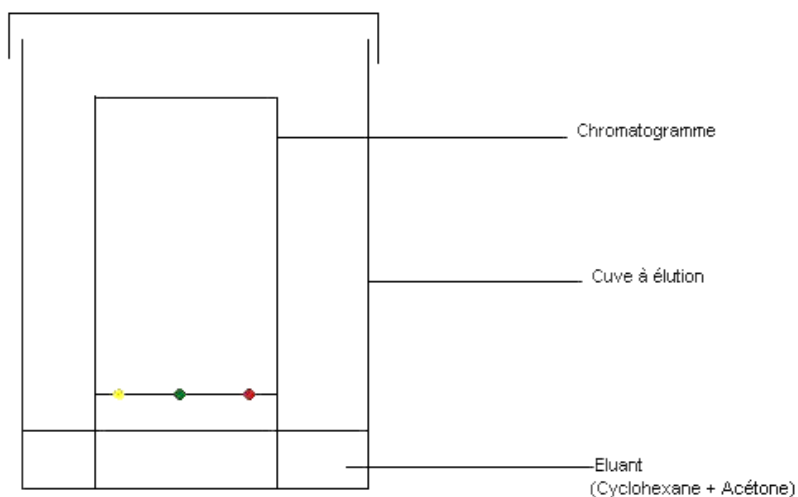 Chromatogramme
Cuve à élution
Eluant
(Cyclohexane + Acétone)